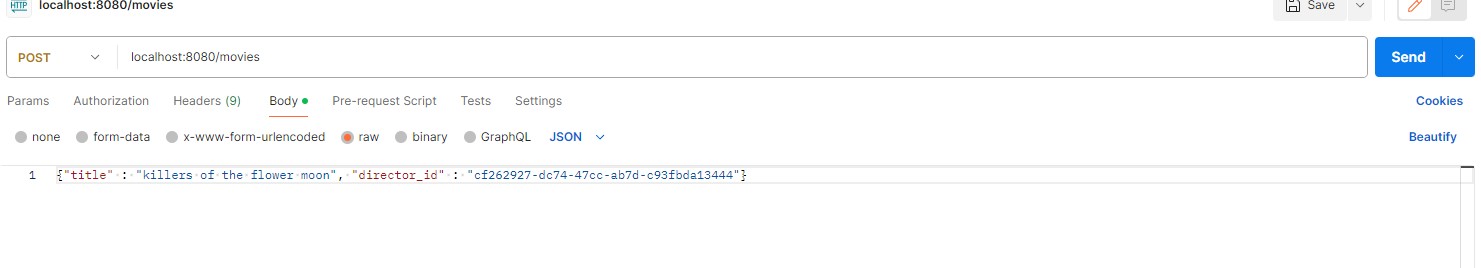 HTTP localhost:8080/movies Save
POST localhost:8080/movies Send
Params Authorization Headers (9) Body Pre-request Script Tests Settings Cookies
none form-data x-www-form-urlencoded raw binary GraphQL JSON Beautify
1 {"title" : "killers of the flower moon", "director_id" : "cf262927-dc74-47cc-ab7d-c93fbda13444"}